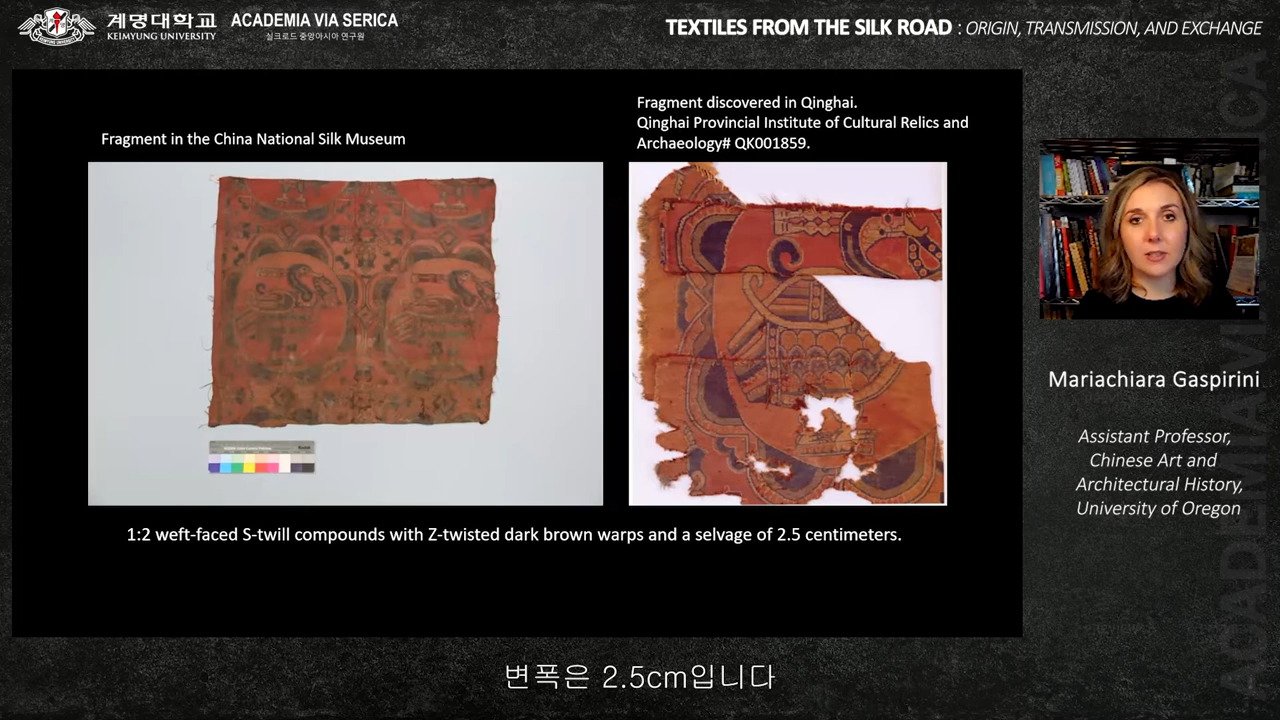 계명대학교
KEIMYUNG UNIVERSITY
ACADEMIA VIA SERICA
실크로드 중앙아시아 연구원
TEXTILES FROM THE SILK ROAD : ORIGIN, TRANSMISSION, AND EXCHANGE
Fragment in the China National Silk Museum
Fragment discovered in Qinghai.
Qinghai Provincial Institute of Cultural Relics and
Archaeology# QK001859.
1:2 weft-faced S-twill compounds with Z-twisted dark brown warps and a selvage of 2.5 centimeters.
Mariachiara Gaspirini
Assistant Professor,
Chinese Art and
Architectural History,
University of Oregon
변폭은 2.5cm입니다